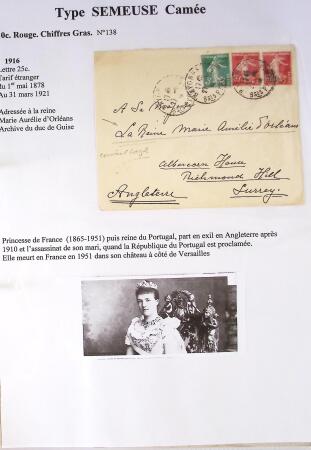 Type SEMEUSE Camée
0c. Rouge. Chiffres Gras. N°138
1916
Lettre 25c.
Tarif étranger
du 1er mai 1878
Au 31 mars 1921
Adressée à la reine
Marie Aurélie d'Orléans
Archive du duc de Guise
A Sa Majesté
La Reine Marie Amélie d'Orléans
Abercorn House
Richmond Hill
Angleterre Surrey.
Princesse de France (1865-1951) puis reine du Portugal, part en exil en Angleterre après
1910 et l'assassinat de son mari, quand la République du Portugal est proclamée.
Elle meurt en France en 1951 dans son château à côté de Versailles